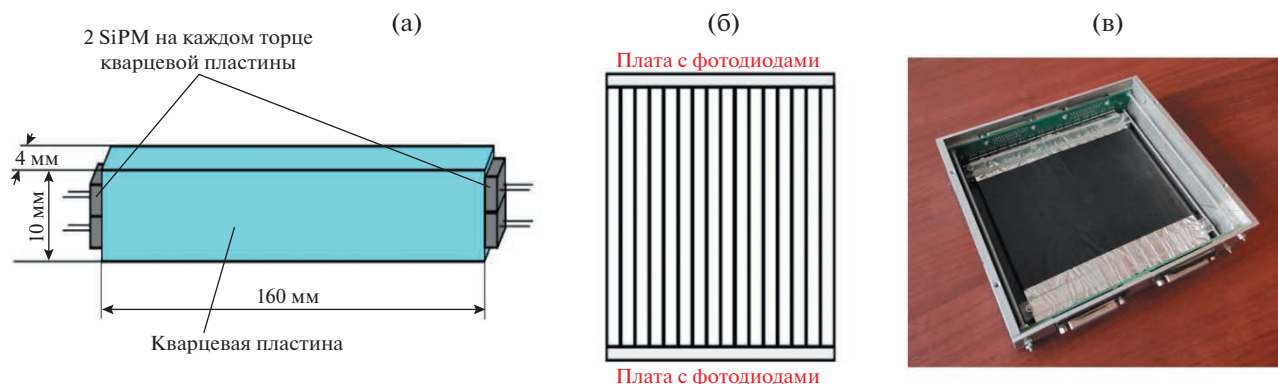 (а)
2 SiPM на каждом торце
кварцевой пластины
4 мм
10 мм
160 мм
Кварцевая пластина
(б)
Плата с фотодиодами
Плата с фотодиодами
(в)